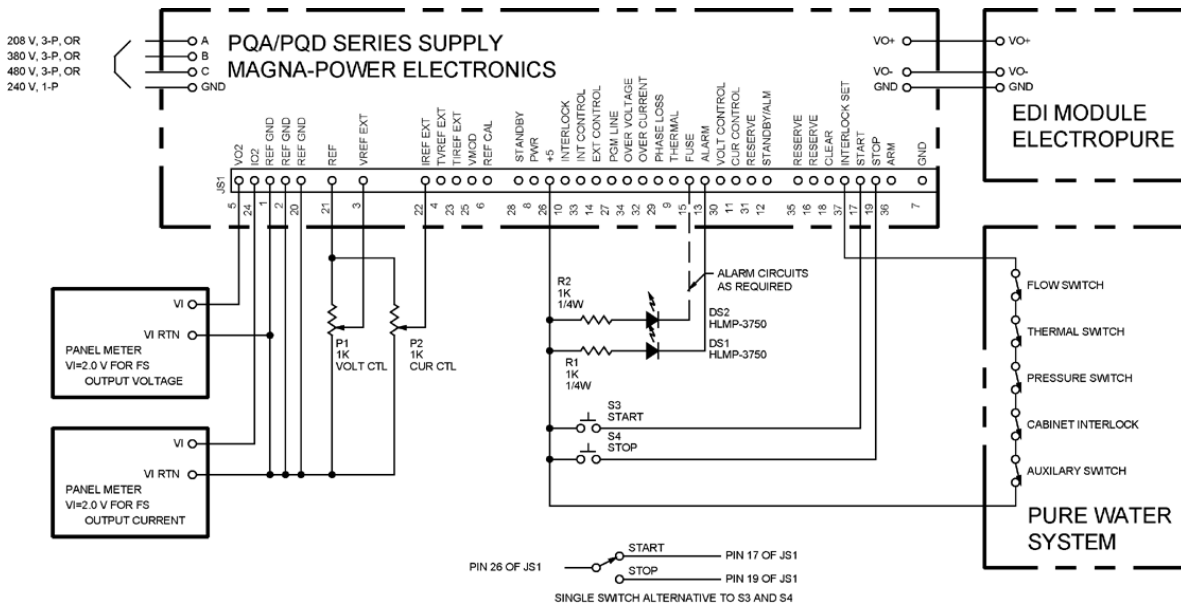 208 V, 3-P, OR
380 V, 3-P, OR
480 V, 3-P, OR
240 V, 1-P
A
B
C
GND
PQA/PQD SERIES SUPPLY
MAGNA-POWER ELECTRONICS
VO+
VO-
GND
VO+
VO-
GND
EDI MODULE
ELECTROPURE
JS1
VO2
IO2
REF GND
REF GND
REF GND
REF
VREF EXT
IREF EXT
TVREF EXT
TIREF EXT
VMOD
REF CAL
STANDBY
PWR
+5
INTERLOCK
INT CONTROL
EXT CONTROL
PGM LINE
OVER VOLTAGE
OVER CURRENT
PHASE LOSS
THERMAL
FUSE
ALARM
VOLT CONTROL
CUR CONTROL
RESERVE
STANDBY/ALM
RESERVE
RESERVE
CLEAR
INTERLOCK SET
START
STOP
ARM
GND
5
24
1
2
20
21
3
22
4
23
25
6
28
8
26
10
33
14
27
34
32
29
9
15
13
30
11
31
12
35
16
18
37
17
19
36
7
VI
VI RTN
PANEL METER
VI=2.0 V FOR FS
OUTPUT VOLTAGE
VI
VI RTN
PANEL METER
VI=2.0 V FOR FS
OUTPUT CURRENT
P1
1K
VOLT CTL
P2
1K
CUR CTL
R2
1K
1/4W
ALARM CIRCUITS
AS REQUIRED
DS2
HLMP-3750
DS1
HLMP-3750
R1
1K
1/4W
S3
START
S4
STOP
FLOW SWITCH
THERMAL SWITCH
PRESSURE SWITCH
CABINET INTERLOCK
AUXILARY SWITCH
PURE WATER
SYSTEM
PIN 26 OF JS1
START
PIN 17 OF JS1
STOP
PIN 19 OF JS1
SINGLE SWITCH ALTERNATIVE TO S3 AND S4